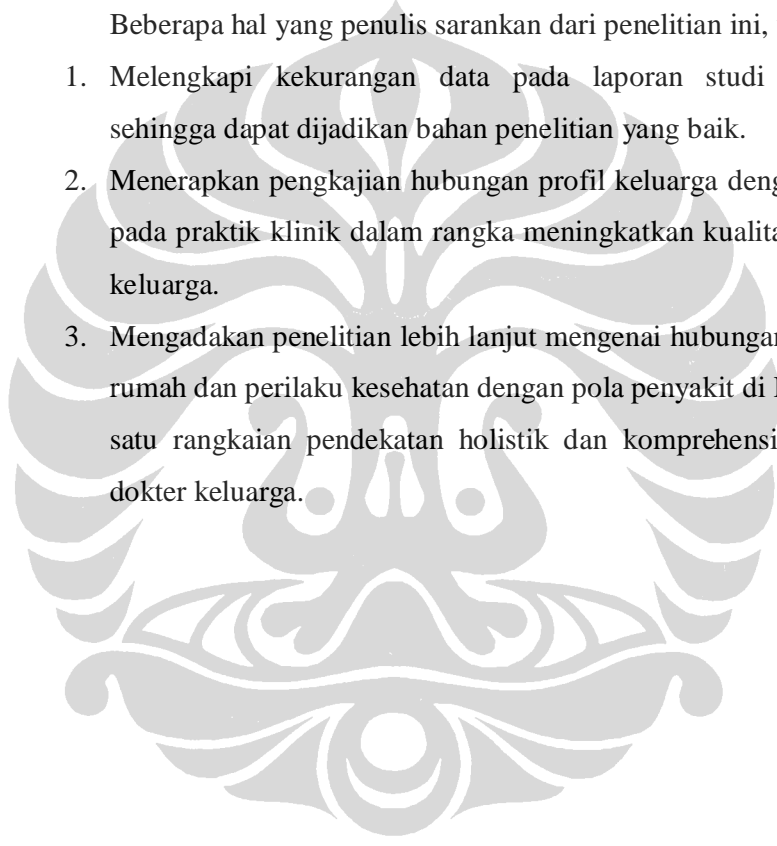 Beberapa hal yang penulis sarankan dari penelitian ini,
1. Melengkapi kekurangan data pada laporan studi
sehingga dapat dijadikan bahan penelitian yang baik.
2. Menerapkan pengkajian hubungan profil keluarga
pada praktik klinik dalam rangka meningkatkan
keluarga.
3. Mengadakan penelitian lebih lanjut mengenai hubungan
rumah dan perilaku kesehatan dengan pola penyakit di
satu rangkaian pendekatan holistik dan
dokter keluarga.